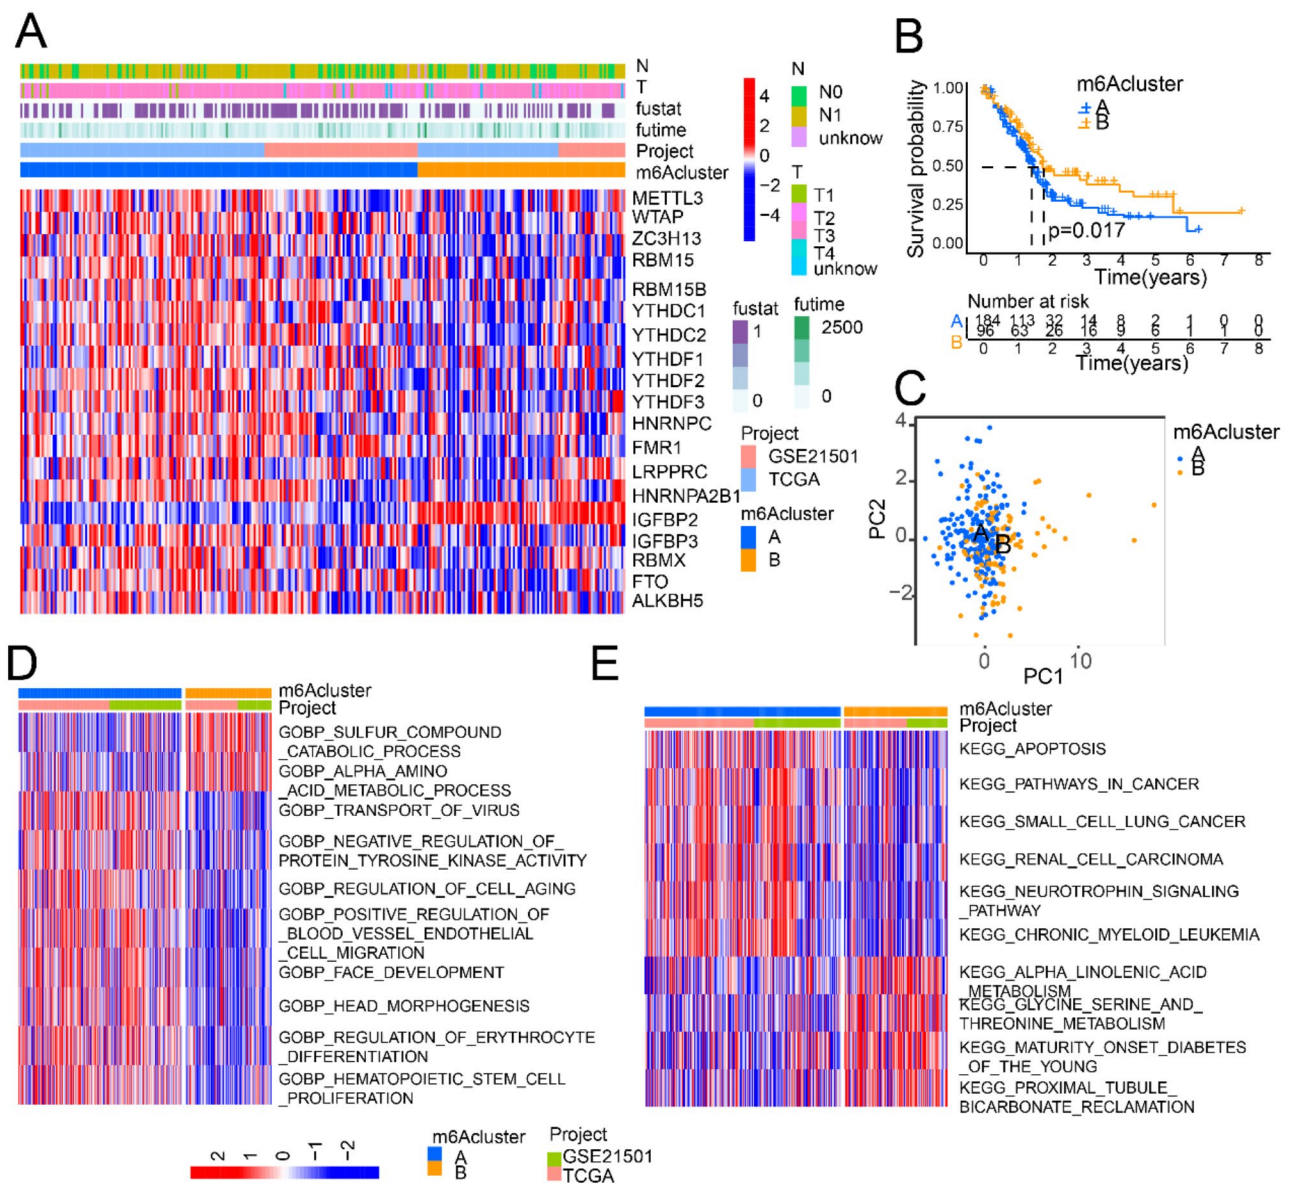 A
N
T
fustat
futime
Project
m6Acluster
METTL3
WTAP
ZC3H13
RBM15
RBM15B
YTHDC1
YTHDC2
YTHDF1
YTHDF2
YTHDF3
HNRNPC
FMR1
LRPPRC
HNRNPA2B1
IGFBP2
IGFBP3
RBMX
FTO
ALKBH5
4
2
0
−2
−4
N
N0
N1
unknow
T
T1
T2
T3
T4
unknow
fustat
1
0
futime
2500
0
Project
GSE21501
TCGA
m6Acluster
A
B
B
m6Acluster
A
B
Survival probability
1.00
0.75
0.50
0.25
0.00
p=0.017
0 1 2 3 4 5 6 7 8
Time(years)
Number at risk
A 184 113 32 14 8 2 1 0 0
B 96 63 26 16 9 6 1 1 0
0 1 2 3 4 5 6 7 8
Time(years)
C
4
2
0
−2
PC2
A
B
0 10
PC1
m6Acluster
A
B
D
m6Acluster
Project
GOBP_SULFUR_COMPOUND
_CATABOLIC_PROCESS
GOBP_ALPHA_AMINO
_ACID_METABOLIC_PROCESS
GOBP_TRANSPORT_OF_VIRUS
GOBP_NEGATIVE_REGULATION_OF_
PROTEIN_TYROSINE_KINASE_ACTIVITY
GOBP_REGULATION_OF_CELL_AGING
GOBP_POSITIVE_REGULATION_OF
_BLOOD_VESSEL_ENDOTHELIAL
_CELL_MIGRATION
GOBP_FACE_DEVELOPMENT
GOBP_HEAD_MORPHOGENESIS
GOBP_REGULATION_OF_ERYTHROCYTE
_DIFFERENTIATION
GOBP_HEMATOPOIETIC_STEM_CELL
_PROLIFERATION
E
m6Acluster
Project
KEGG_APOPTOSIS
KEGG_PATHWAYS_IN_CANCER
KEGG_SMALL_CELL_LUNG_CANCER
KEGG_RENAL_CELL_CARCINOMA
KEGG_NEUROTROPHIN_SIGNALING
_PATHWAY
KEGG_CHRONIC_MYELOID_LEUKEMIA
KEGG_ALPHA_LINOLENIC_ACID
_METABOLISM
KEGG_GLYCINE_SERINE_AND_
THREONINE_METABOLISM
KEGG_MATURITY_ONSET_DIABETES
_OF_THE_YOUNG
KEGG_PROXIMAL_TUBULE_
BICARBONATE_RECLAMATION
2 1 0 −1 −2
m6Acluster
A
B
Project
GSE21501
TCGA